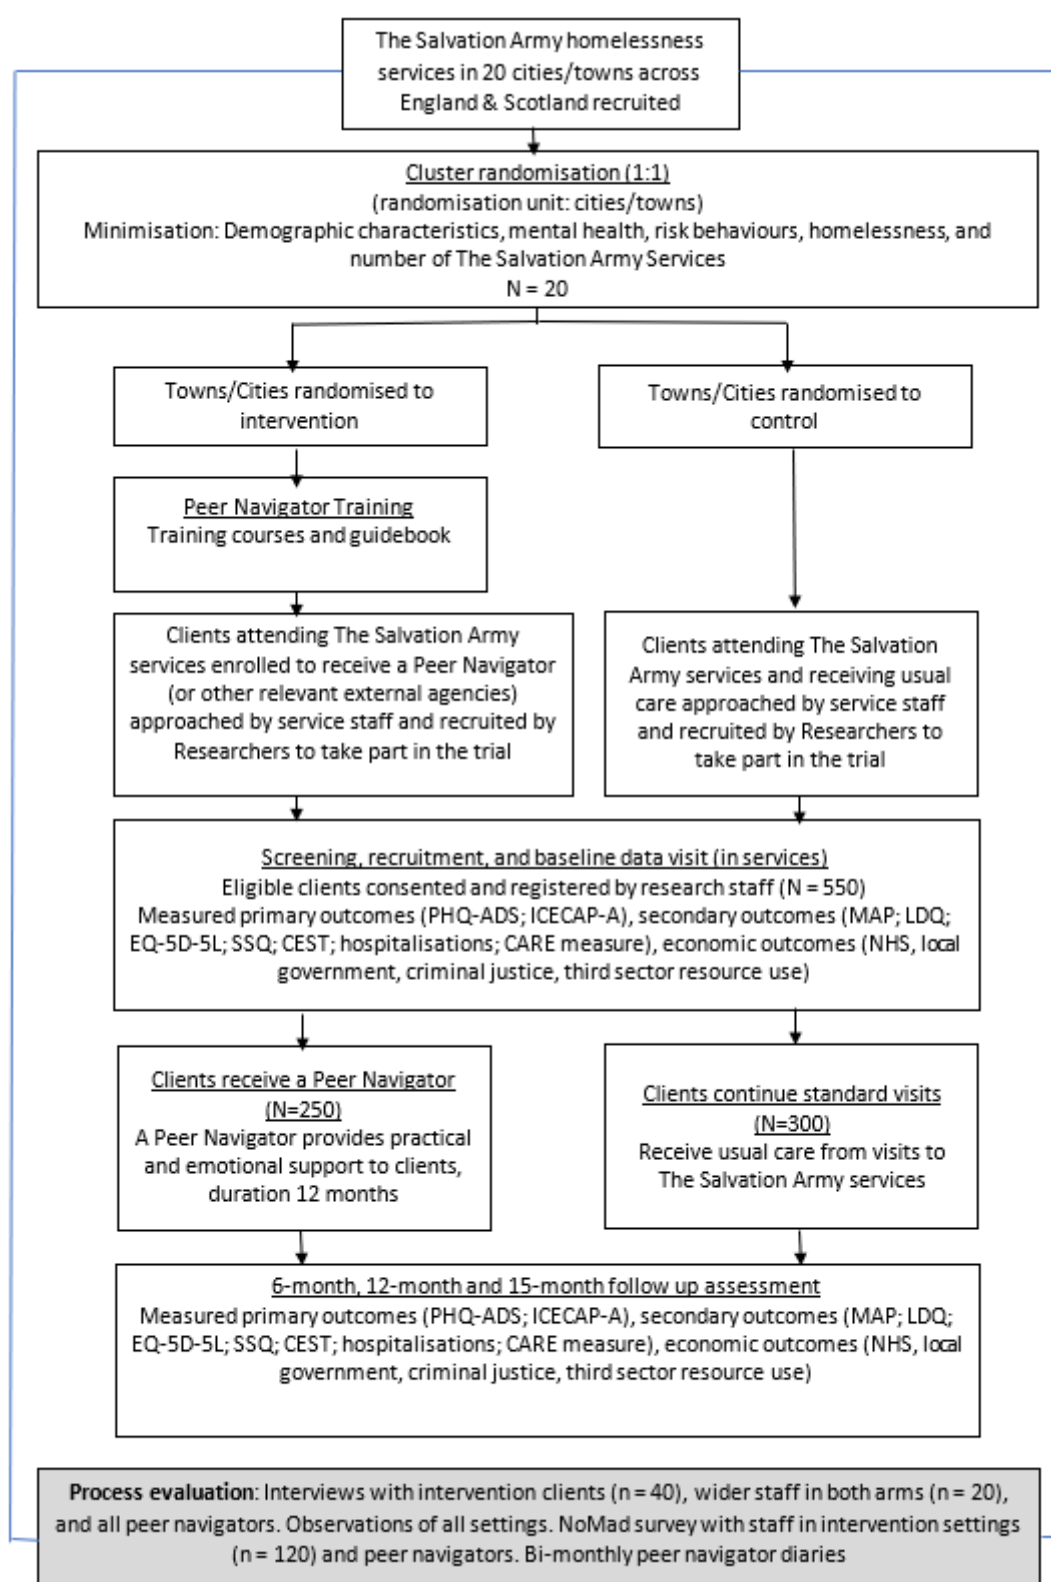 The Salvation Army homelessness
services in 20 cities/towns across
England & Scotland recruited
Cluster randomisation (1:1)
(randomisation unit: cities/towns)
Minimisation: Demographic characteristics, mental health, risk behaviours, homelessness, and
number of The Salvation Army Services
N = 20
Towns/Cities randomised to
intervention
Towns/Cities randomised to
control
Peer Navigator Training
Training courses and guidebook
Clients attending The Salvation Army
services enrolled to receive a Peer Navigator
(or other relevant external agencies)
approached by service staff and recruited by
Researchers to take part in the trial
Clients attending The Salvation
Army services and receiving usual
care approached by service staff
and recruited by Researchers to
take part in the trial
Screening, recruitment, and baseline data visit (in services)
Eligible clients consented and registered by research staff (N = 550)
Measured primary outcomes (PHQ-ADS; ICECAP-A), secondary outcomes (MAP; LDQ;
EQ-5D-5L; SSQ; CEST; hospitalisations; CARE measure), economic outcomes (NHS, local
government, criminal justice, third sector resource use)
Clients receive a Peer Navigator
(N=250)
A Peer Navigator provides practical
and emotional support to clients,
duration 12 months
Clients continue standard visits
(N=300)
Receive usual care from visits to
The Salvation Army services
6-month, 12-month and 15-month follow up assessment
Measured primary outcomes (PHQ-ADS; ICECAP-A), secondary outcomes (MAP; LDQ;
EQ-5D-5L; SSQ; CEST; hospitalisations; CARE measure), economic outcomes (NHS, local
government, criminal justice, third sector resource use)
Process evaluation: Interviews with intervention clients (n = 40), wider staff in both arms (n = 20),
and all peer navigators. Observations of all settings. NoMad survey with staff in intervention settings
(n = 120) and peer navigators. Bi-monthly peer navigator diaries